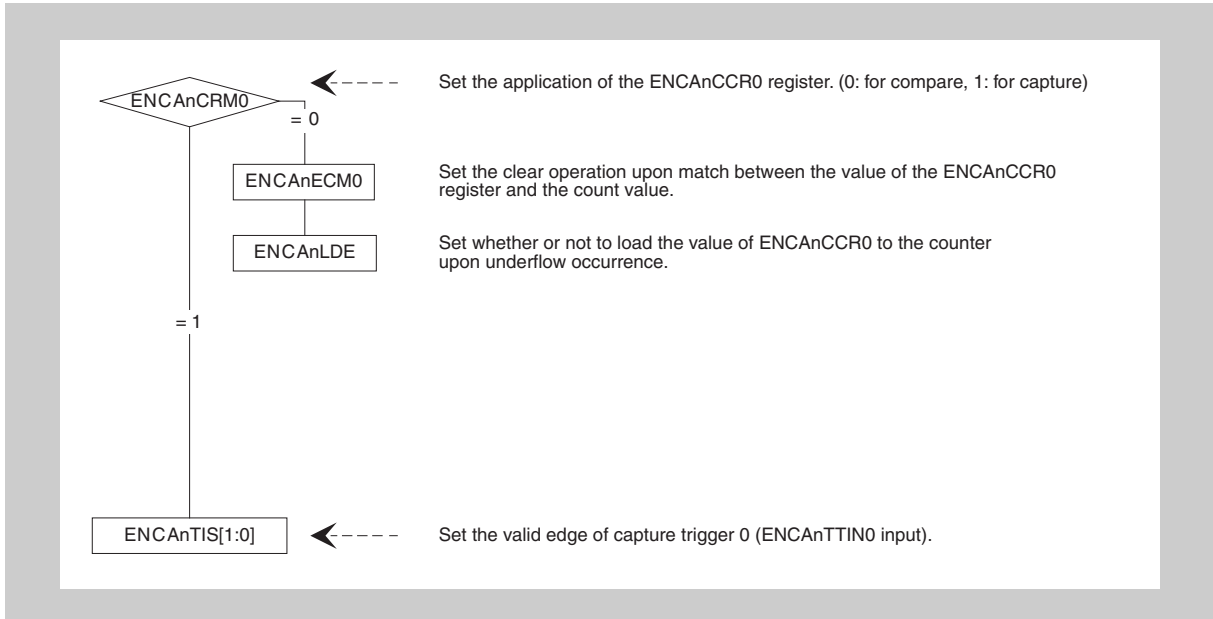 Set the application of the ENCAnCCR0 register. (0: for compare, 1: for capture)
ENCAnCRM0
= 0
ENCAnECM0
Set the clear operation upon match between the value of the ENCAnCCR0
register and the count value.
ENCAnLDE
Set whether or not to load the value of ENCAnCCR0 to the counter
upon underflow occurrence.
= 1
ENCAnTIS[1:0]
Set the valid edge of capture trigger 0 (ENCAnTTIN0 input).